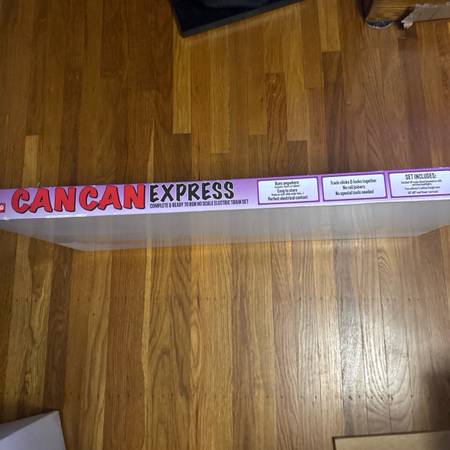 CANCAN EXPRESS
COMPLETE & READY TO RUN HO SCALE ELECTRIC TRAIN SET
Runs anywhere
Easy to store
Perfect electrical contact
Track clicks & locks together
No rail joiners
No special tools needed
SET INCLUDES: